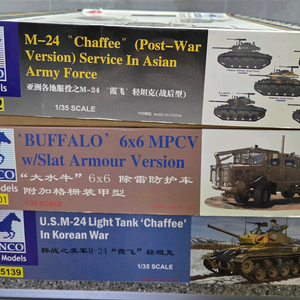 M-24 "Chaffee" (Post-War
Version) Service In Asian
Army Force
亚洲各地服役之M-24“霞飞”轻坦克(战后型)
1/35 SCALE
'BUFFALO' 6x6 MPCV
w/Slat Armour Version
“大水牛”6x6 除雷防护车
附加格栅装甲型
1/35 SCALE
01
Models
U.S.M-24 Light Tank 'Chaffee'
In Korean War
韩战之美军M-24“霞飞”轻坦克
1/35 SCALE
NCO
Models
5139